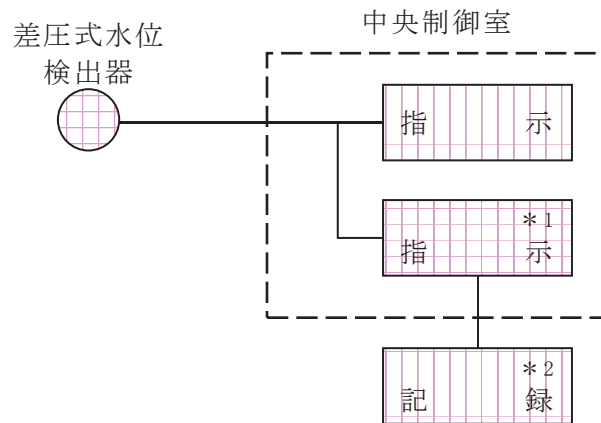 中央制御室
差圧式水位
検出器
指 示
*1
指 示
*2
記 録